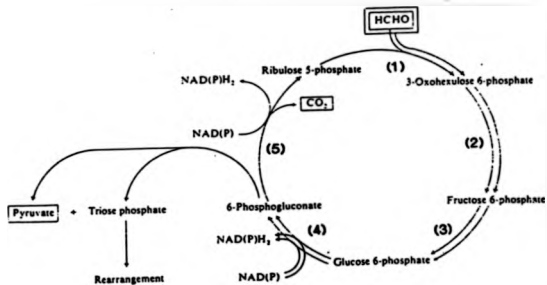 HCHO
Ribulose 5-phosphate
(1)
3-Oxohexulose 6-phosphate
NAD(P)H₂
CO₂
NAD(P)
(5)
(2)
Pyruvate + Triose phosphate
6-Phosphogluconate
Fructose 6-phosphate
(4)
(3)
NAD(P)H₂
Glucose 6-phosphate
NAD(P)
Rearrangement